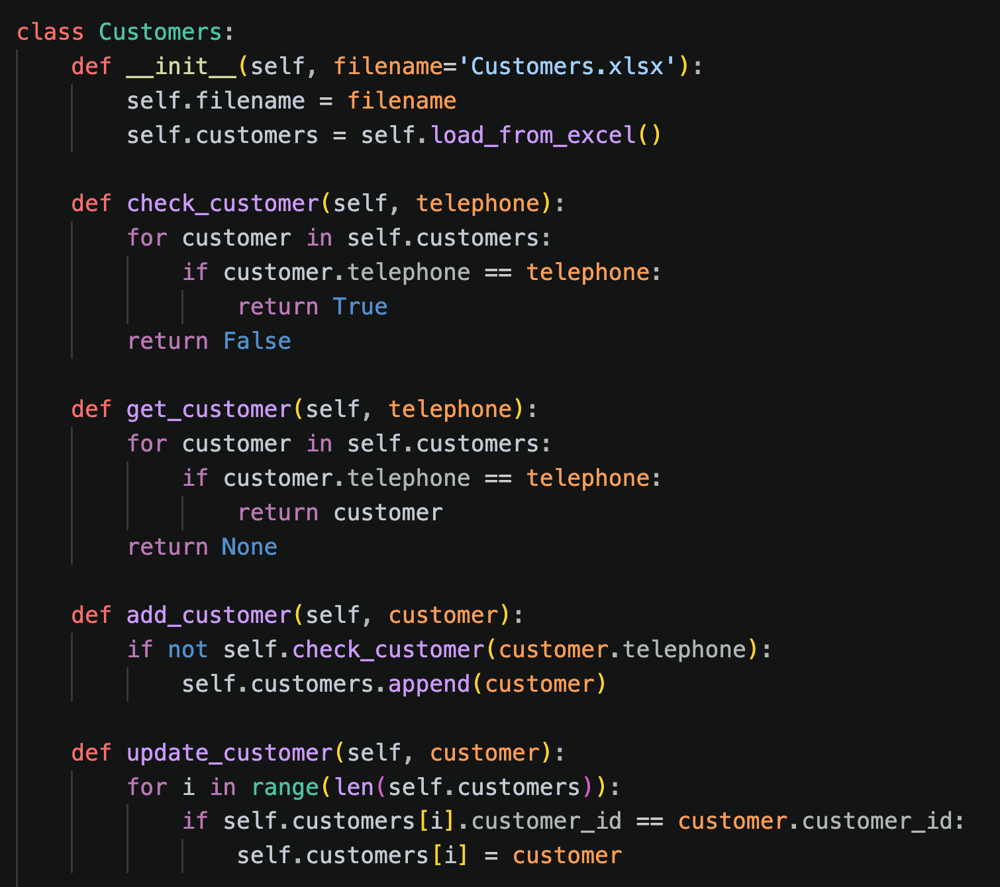 class Customers:
    def __init__(self, filename='Customers.xlsx'):
        self.filename = filename
        self.customers = self.load_from_excel()

    def check_customer(self, telephone):
        for customer in self.customers:
            if customer.telephone == telephone:
                return True
        return False

    def get_customer(self, telephone):
        for customer in self.customers:
            if customer.telephone == telephone:
                return customer
        return None

    def add_customer(self, customer):
        if not self.check_customer(customer.telephone):
            self.customers.append(customer)

    def update_customer(self, customer):
        for i in range(len(self.customers)):
            if self.customers[i].customer_id == customer.customer_id:
                self.customers[i] = customer